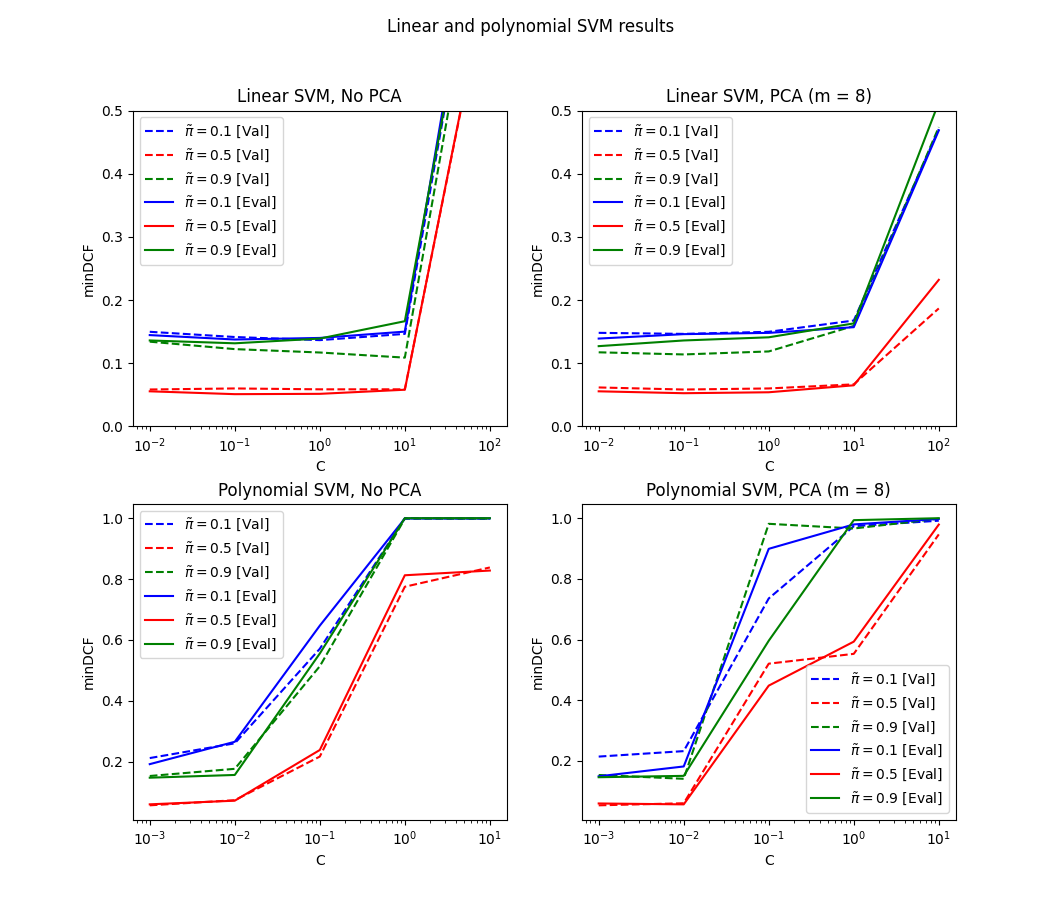 Linear and polynomial SVM results
Linear SVM, No PCA
0.5
0.4
0.3
0.2
0.1
0.0
minDCF
π̃ = 0.1 [Val]
π̃ = 0.5 [Val]
π̃ = 0.9 [Val]
π̃ = 0.1 [Eval]
π̃ = 0.5 [Eval]
π̃ = 0.9 [Eval]
10⁻² 10⁻¹ 10⁰ 10¹ 10²
C
Linear SVM, PCA (m = 8)
0.5
0.4
0.3
0.2
0.1
0.0
minDCF
π̃ = 0.1 [Val]
π̃ = 0.5 [Val]
π̃ = 0.9 [Val]
π̃ = 0.1 [Eval]
π̃ = 0.5 [Eval]
π̃ = 0.9 [Eval]
10⁻² 10⁻¹ 10⁰ 10¹ 10²
C
Polynomial SVM, No PCA
1.0
0.8
0.6
0.4
0.2
minDCF
π̃ = 0.1 [Val]
π̃ = 0.5 [Val]
π̃ = 0.9 [Val]
π̃ = 0.1 [Eval]
π̃ = 0.5 [Eval]
π̃ = 0.9 [Eval]
10⁻³ 10⁻² 10⁻¹ 10⁰ 10¹
C
Polynomial SVM, PCA (m = 8)
1.0
0.8
0.6
0.4
0.2
minDCF
π̃ = 0.1 [Val]
π̃ = 0.5 [Val]
π̃ = 0.9 [Val]
π̃ = 0.1 [Eval]
π̃ = 0.5 [Eval]
π̃ = 0.9 [Eval]
10⁻³ 10⁻² 10⁻¹ 10⁰ 10¹
C